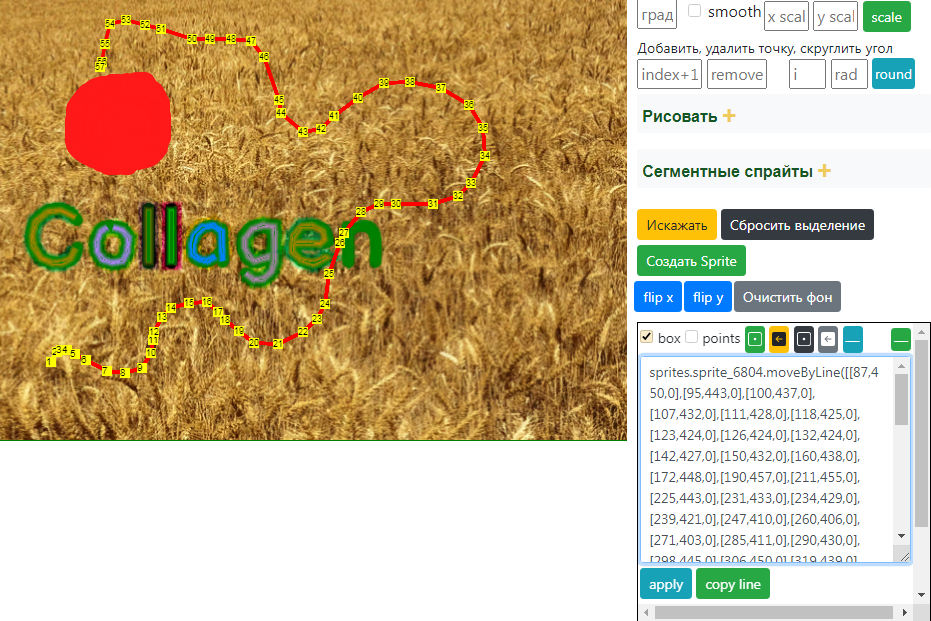 град
smooth
x scal
y scal
scale
Добавить, удалить точку, скруглить угол
index+1
remove
i
rad
round
Рисовать +
Сегментные спрайты +
Искажать
Сбросить выделение
Создать Sprite
flip x
flip y
Очистить фон
box
points
sprites.sprite_6804.moveByLine([[87,4
50,0],[95,443,0],[100,437,0],
[107,432,0],[111,428,0],[118,425,0],
[123,424,0],[126,424,0],[132,424,0],
[142,427,0],[150,432,0],[160,438,0],
[172,448,0],[190,457,0],[211,455,0],
[225,443,0],[231,433,0],[234,429,0],
[239,421,0],[247,410,0],[260,406,0],
[271,403,0],[285,411,0],[290,430,0],
[298,445,0],[306,450,0],[319,439,0],
apply
copy line
54 53 52 51
55
50 49 48 47
46
57
45
44
43 42 41 40 39 38 37
36
35
34
33
32
31
30
29
28
27
26
25
24
23
22
21
20
19
18
17
16
15
14
13
12
11
10
9
8
7
6
5
4
3
2
1
Collagen